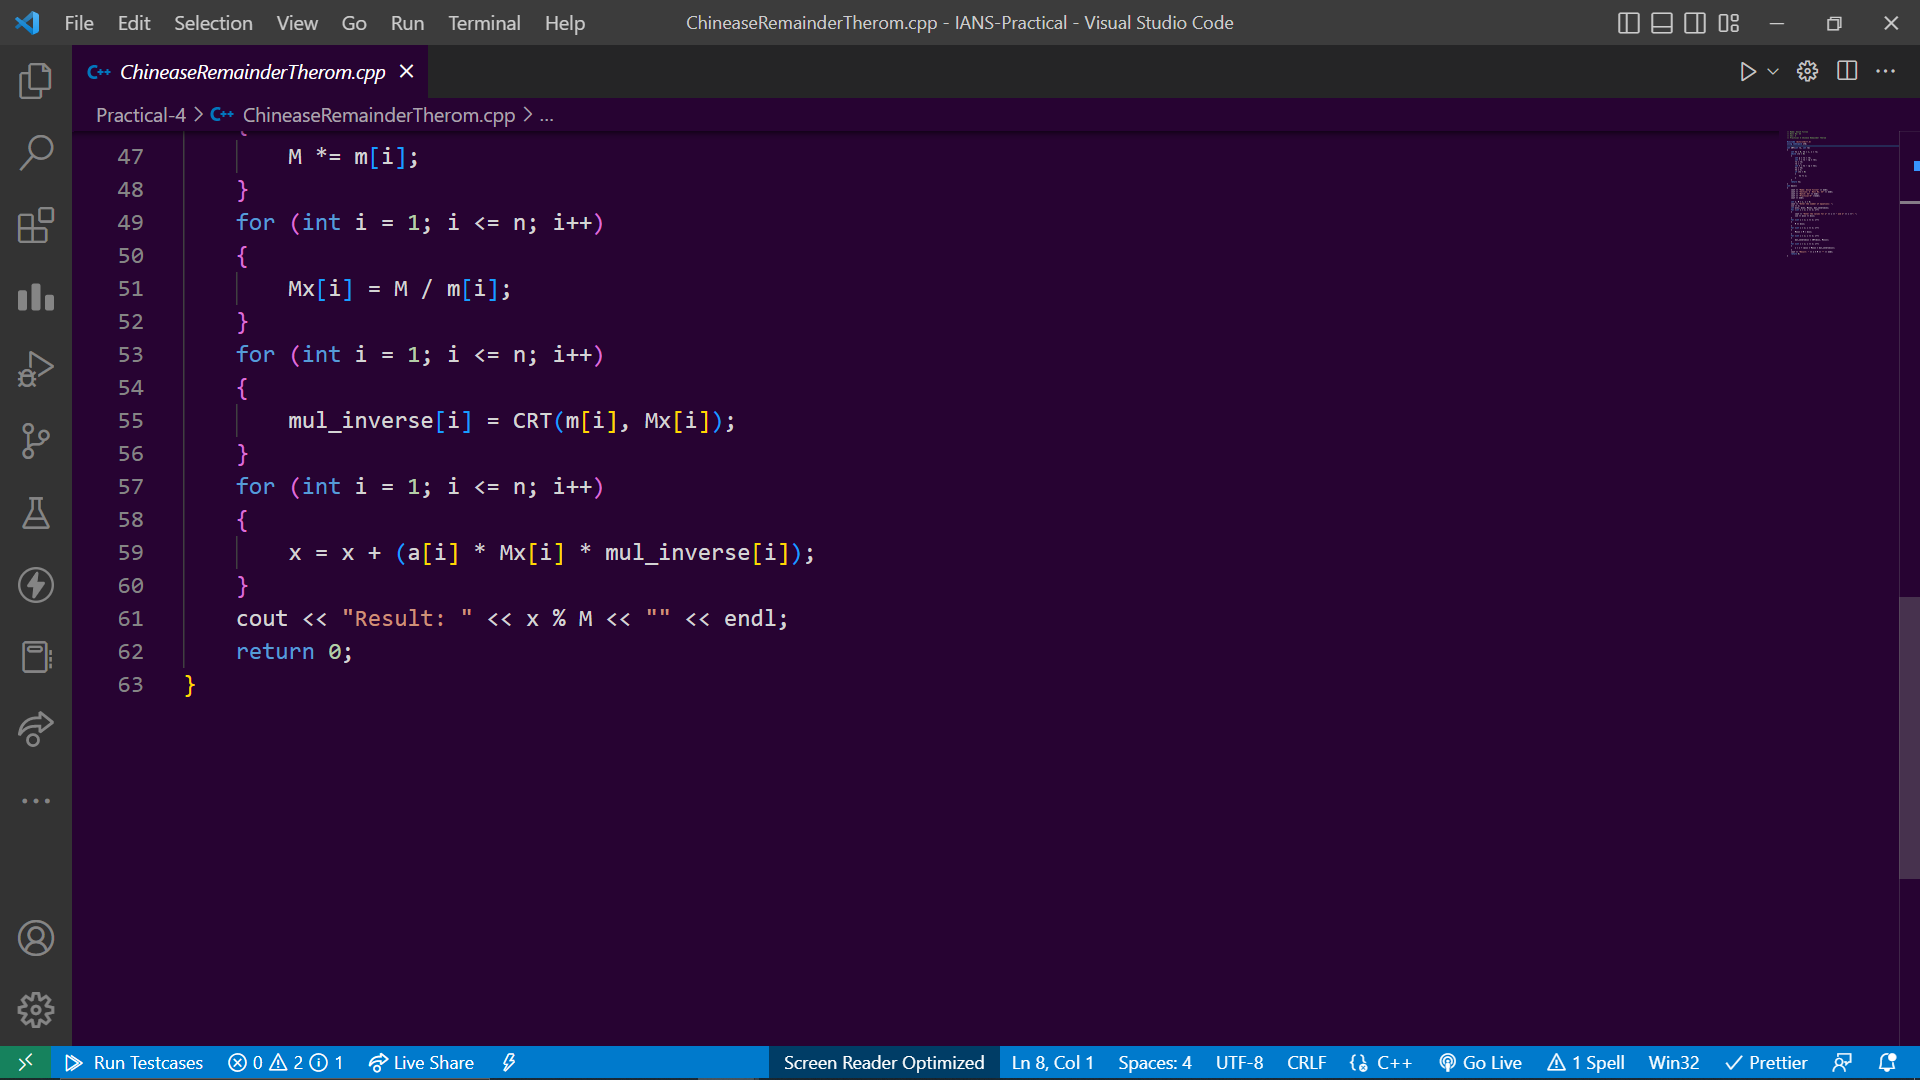 File Edit Selection View Go Run Terminal Help ChineaseRemainderTherom.cpp - IANS-Practical - Visual Studio Code
C++ ChineaseRemainderTherom.cpp
Practical-4 > C++ ChineaseRemainderTherom.cpp > ...
{
47 M *= m[i];
48 }
49 for (int i = 1; i <= n; i++)
50 {
51 Mx[i] = M / m[i];
52 }
53 for (int i = 1; i <= n; i++)
54 {
55 mul_inverse[i] = CRT(m[i], Mx[i]);
56 }
57 for (int i = 1; i <= n; i++)
58 {
59 x = x + (a[i] * Mx[i] * mul_inverse[i]);
60 }
61 cout << "Result: " << x % M << "" << endl;
62 return 0;
63 }
Run Testcases 0 2 1 Live Share Screen Reader Optimized Ln 8, Col 1 Spaces: 4 UTF-8 CRLF C++ Go Live 1 Spell Win32 Prettier